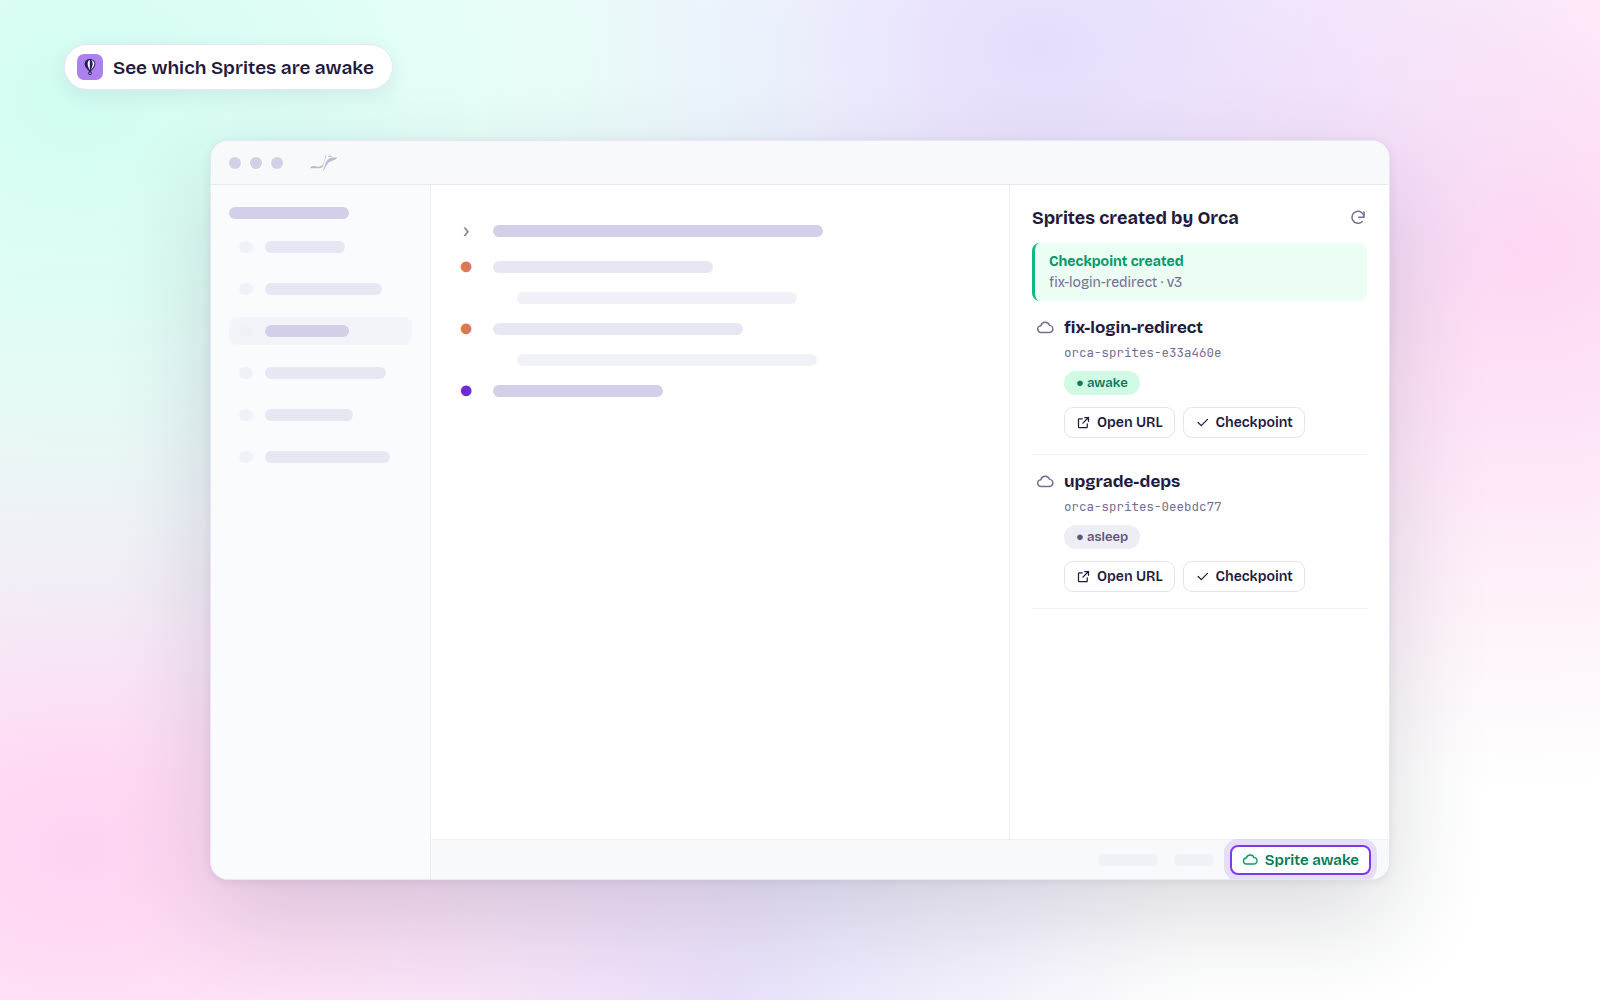 See which Sprites are awake
Sprites created by Orca
Checkpoint created
fix-login-redirect · v3
fix-login-redirect
orca-sprites-e33a460e
awake
Open URL
Checkpoint
upgrade-deps
orca-sprites-0eebdc77
asleep
Open URL
Checkpoint
Sprite awake